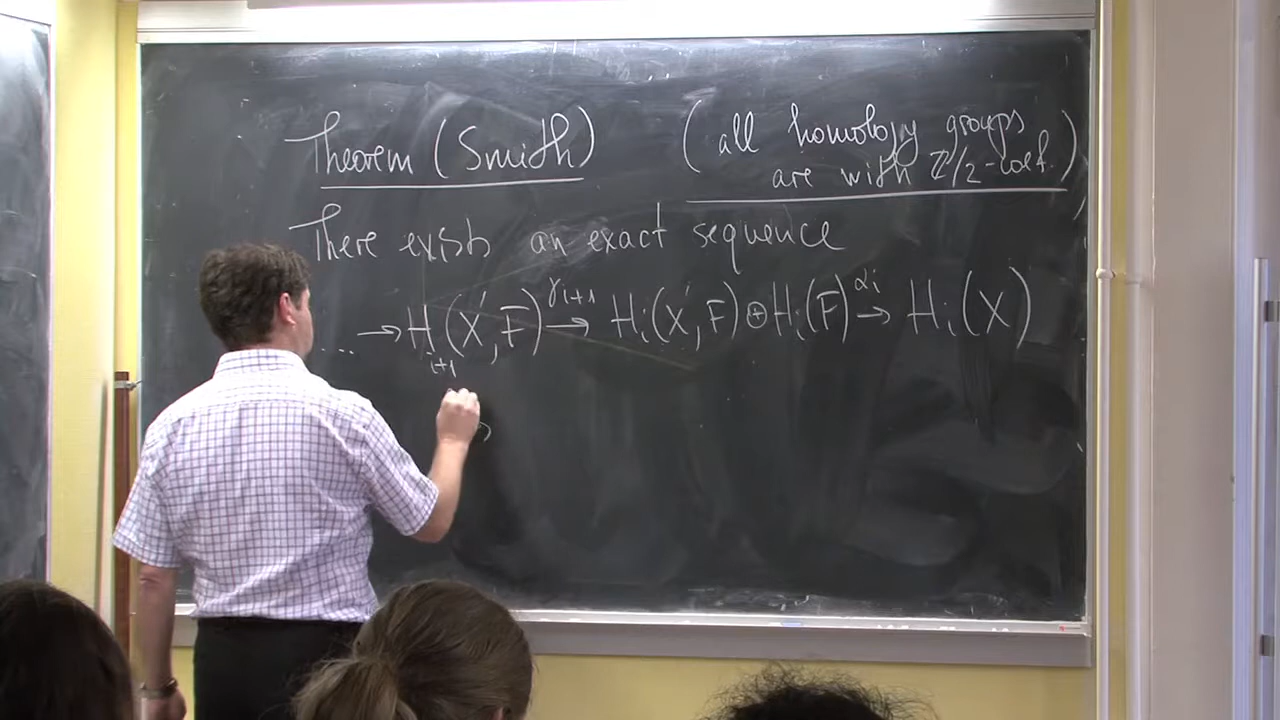 Theorem (Smith)
(all homology groups
are with ℤ/2-coef.)
There exists an exact sequence
... → H_{i+1}(X', F) →^{γ_{i+1}} H_i(X', F) ⊕ H_i(F) →^{α_i} H_i(X)